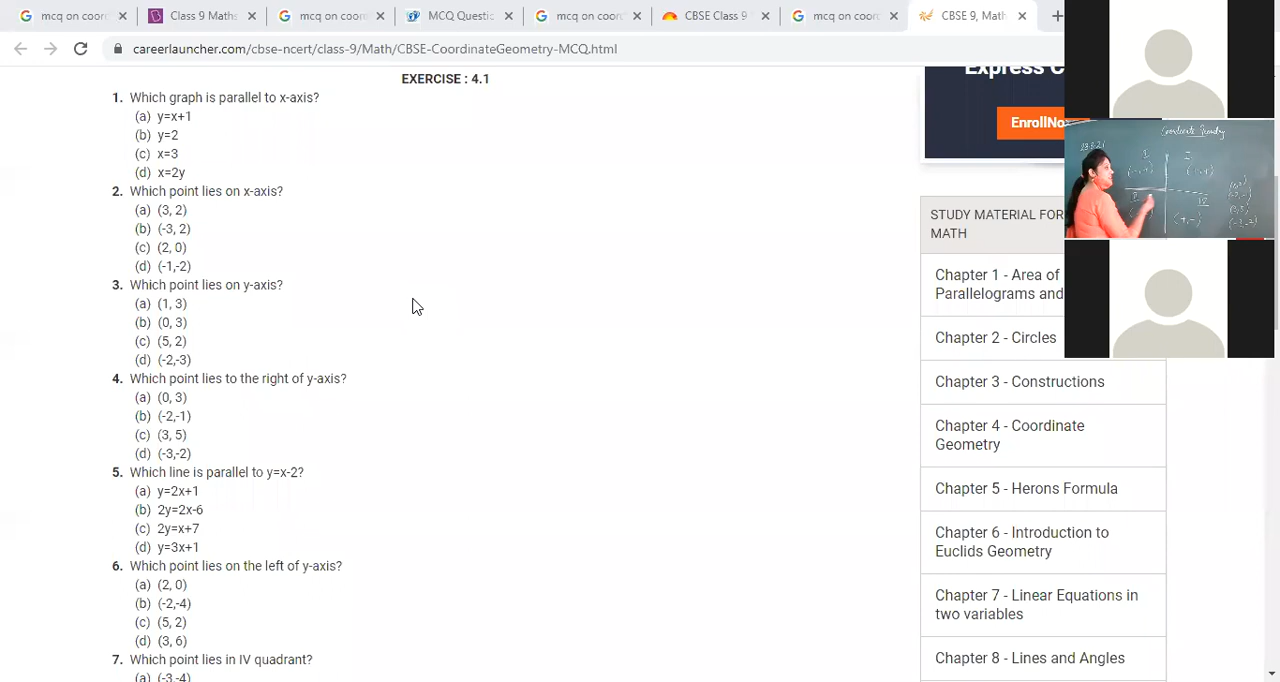 mcq on coord
Class 9 Maths
mcq on coom
MCQ Questic
mcq on coorc
CBSE Class 9
mcq on coord
CBSE 9, Math
careerlauncher.com/cbse-ncert/class-9/Math/CBSE-CoordinateGeometry-MCQ.html
EXERCISE : 4.1
1. Which graph is parallel to x-axis?
(a) y=x+1
(b) y=2
(c) x=3
(d) x=2y
2. Which point lies on x-axis?
(a) (3, 2)
(b) (-3, 2)
(c) (2, 0)
(d) (-1,-2)
3. Which point lies on y-axis?
(a) (1, 3)
(b) (0, 3)
(c) (5, 2)
(d) (-2,-3)
4. Which point lies to the right of y-axis?
(a) (0, 3)
(b) (-2,-1)
(c) (3, 5)
(d) (-3,-2)
5. Which line is parallel to y=x-2?
(a) y=2x+1
(b) 2y=2x-6
(c) 2y=x+7
(d) y=3x+1
6. Which point lies on the left of y-axis?
(a) (2, 0)
(b) (-2,-4)
(c) (5, 2)
(d) (3, 6)
7. Which point lies in IV quadrant?
(a) (-3,-4)
Express C
EnrollNo
STUDY MATERIAL FOR
MATH
Chapter 1 - Area of
Parallelograms and
Chapter 2 - Circles
Chapter 3 - Constructions
Chapter 4 - Coordinate
Geometry
Chapter 5 - Herons Formula
Chapter 6 - Introduction to
Euclids Geometry
Chapter 7 - Linear Equations in
two variables
Chapter 8 - Lines and Angles
Coordinate Geometry
(+,-)